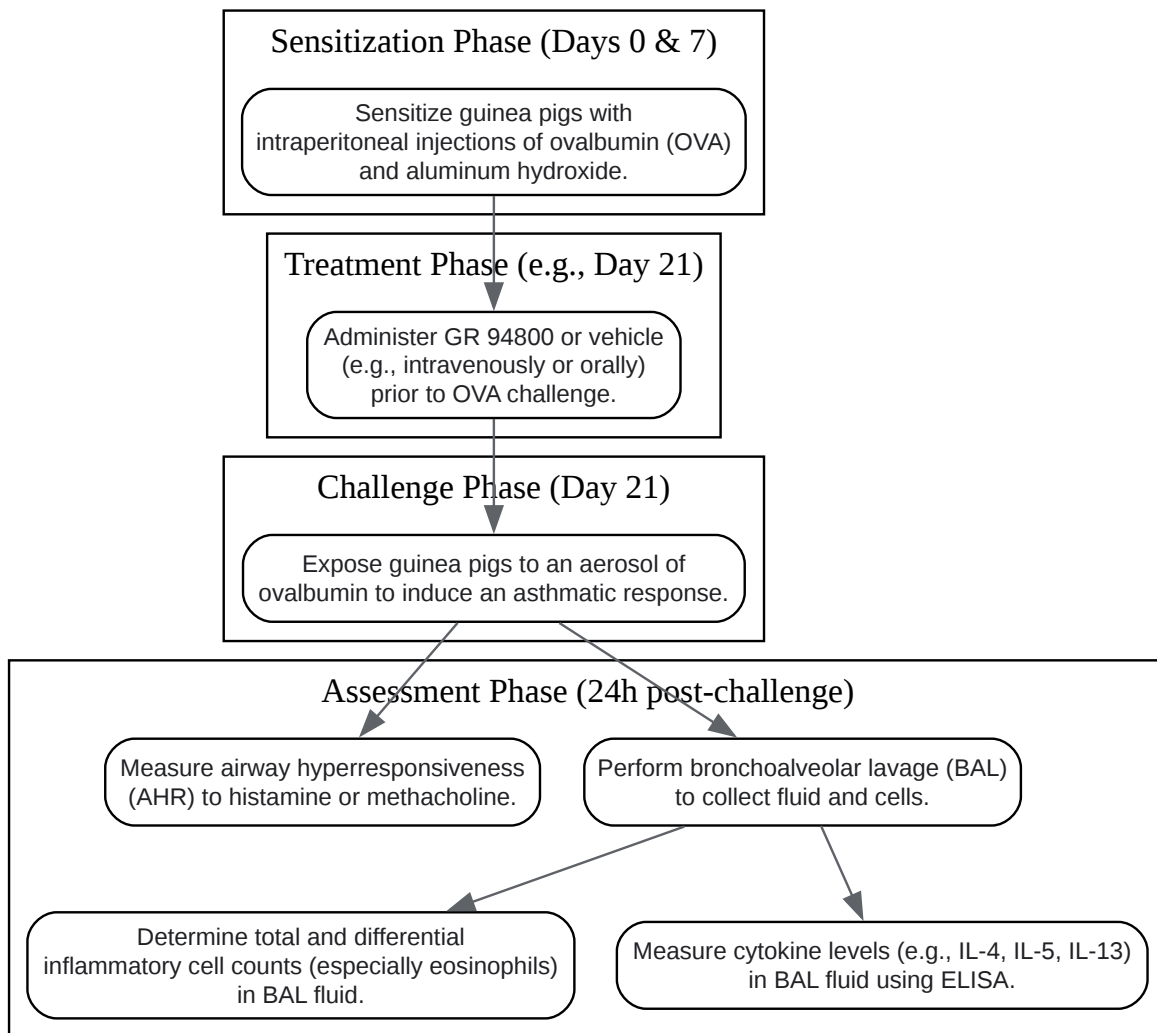 Sensitization Phase (Days 0 & 7)
Sensitize guinea pigs with
intraperitoneal injections of ovalbumin (OVA)
and aluminum hydroxide.
Treatment Phase (e.g., Day 21)
Administer GR 94800 or vehicle
(e.g., intravenously or orally)
prior to OVA challenge.
Challenge Phase (Day 21)
Expose guinea pigs to an aerosol of
ovalbumin to induce an asthmatic response.
Assessment Phase (24h post-challenge)
Measure airway hyperresponsiveness
(AHR) to histamine or methacholine.
Perform bronchoalveolar lavage (BAL)
to collect fluid and cells.
Determine total and differential
inflammatory cell counts (especially eosinophils)
in BAL fluid.
Measure cytokine levels (e.g., IL-4, IL-5, IL-13)
in BAL fluid using ELISA.